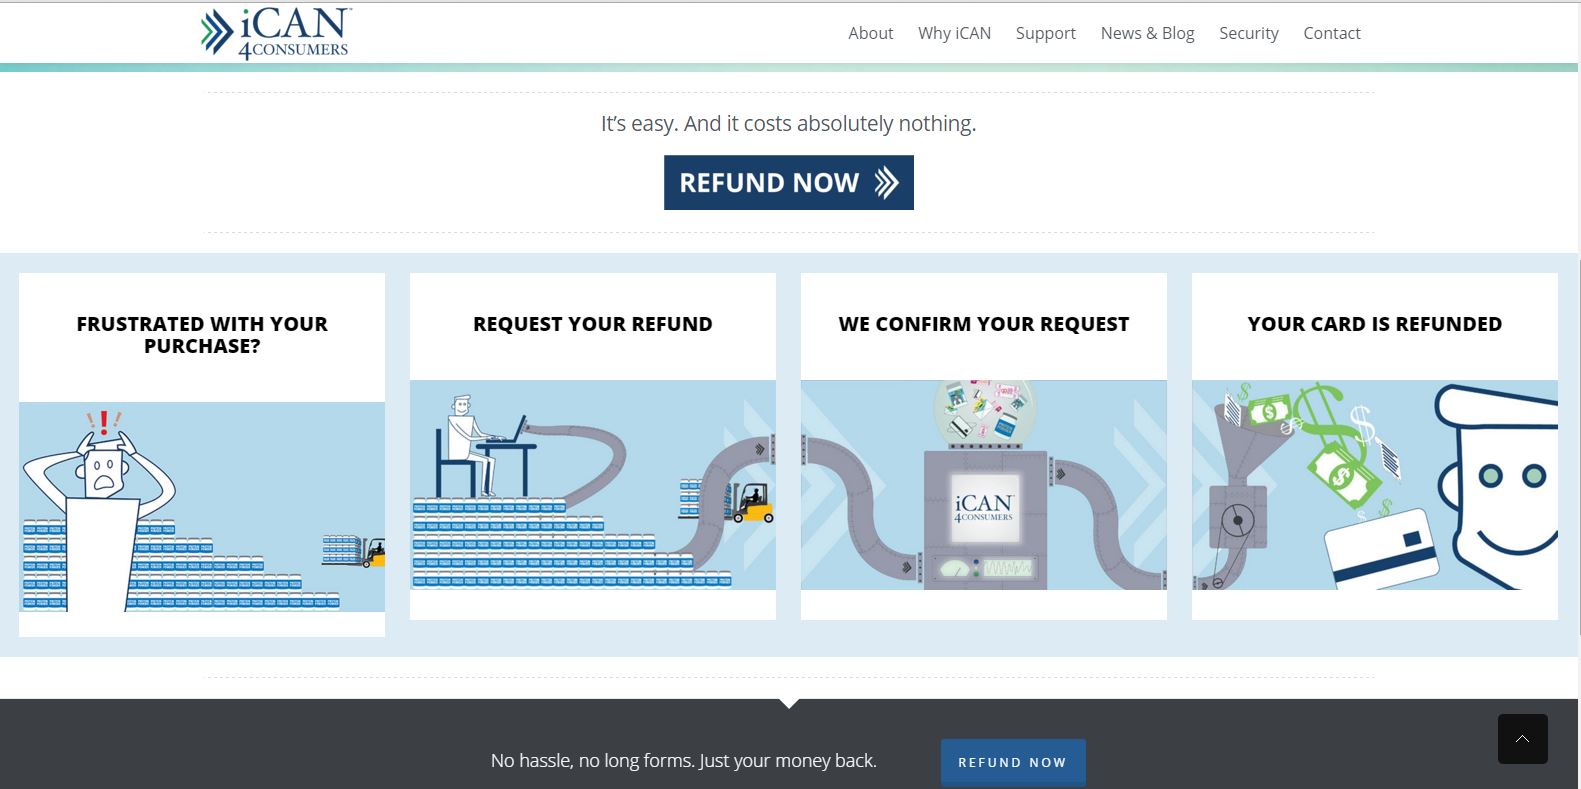 iCAN™
4CONSUMERS
About Why iCAN Support News & Blog Security Contact
It’s easy. And it costs absolutely nothing.
REFUND NOW
FRUSTRATED WITH YOUR
PURCHASE?
!
REQUEST YOUR REFUND
WE CONFIRM YOUR REQUEST
iCAN™
4CONSUMERS
YOUR CARD IS REFUNDED
$
No hassle, no long forms. Just your money back.
REFUND NOW